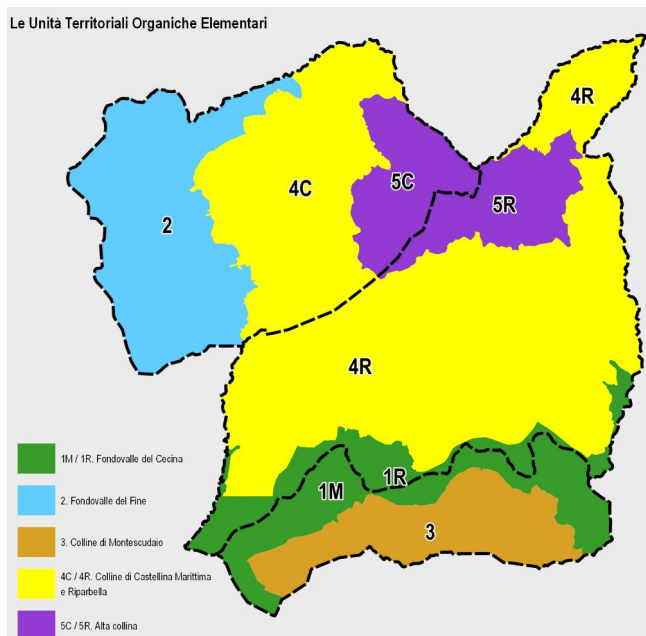 Le Unità Territoriali Organiche Elementari
4R
4C
5C
5R
2
4R
1R
1M
3
1M / 1R. Fondovalle del Cecina
2. Fondovalle del Fine
3. Colline di Montescudaio
4C / 4R. Colline di Castellina Marittima
e Riparbella
5C / 5R. Alta collina